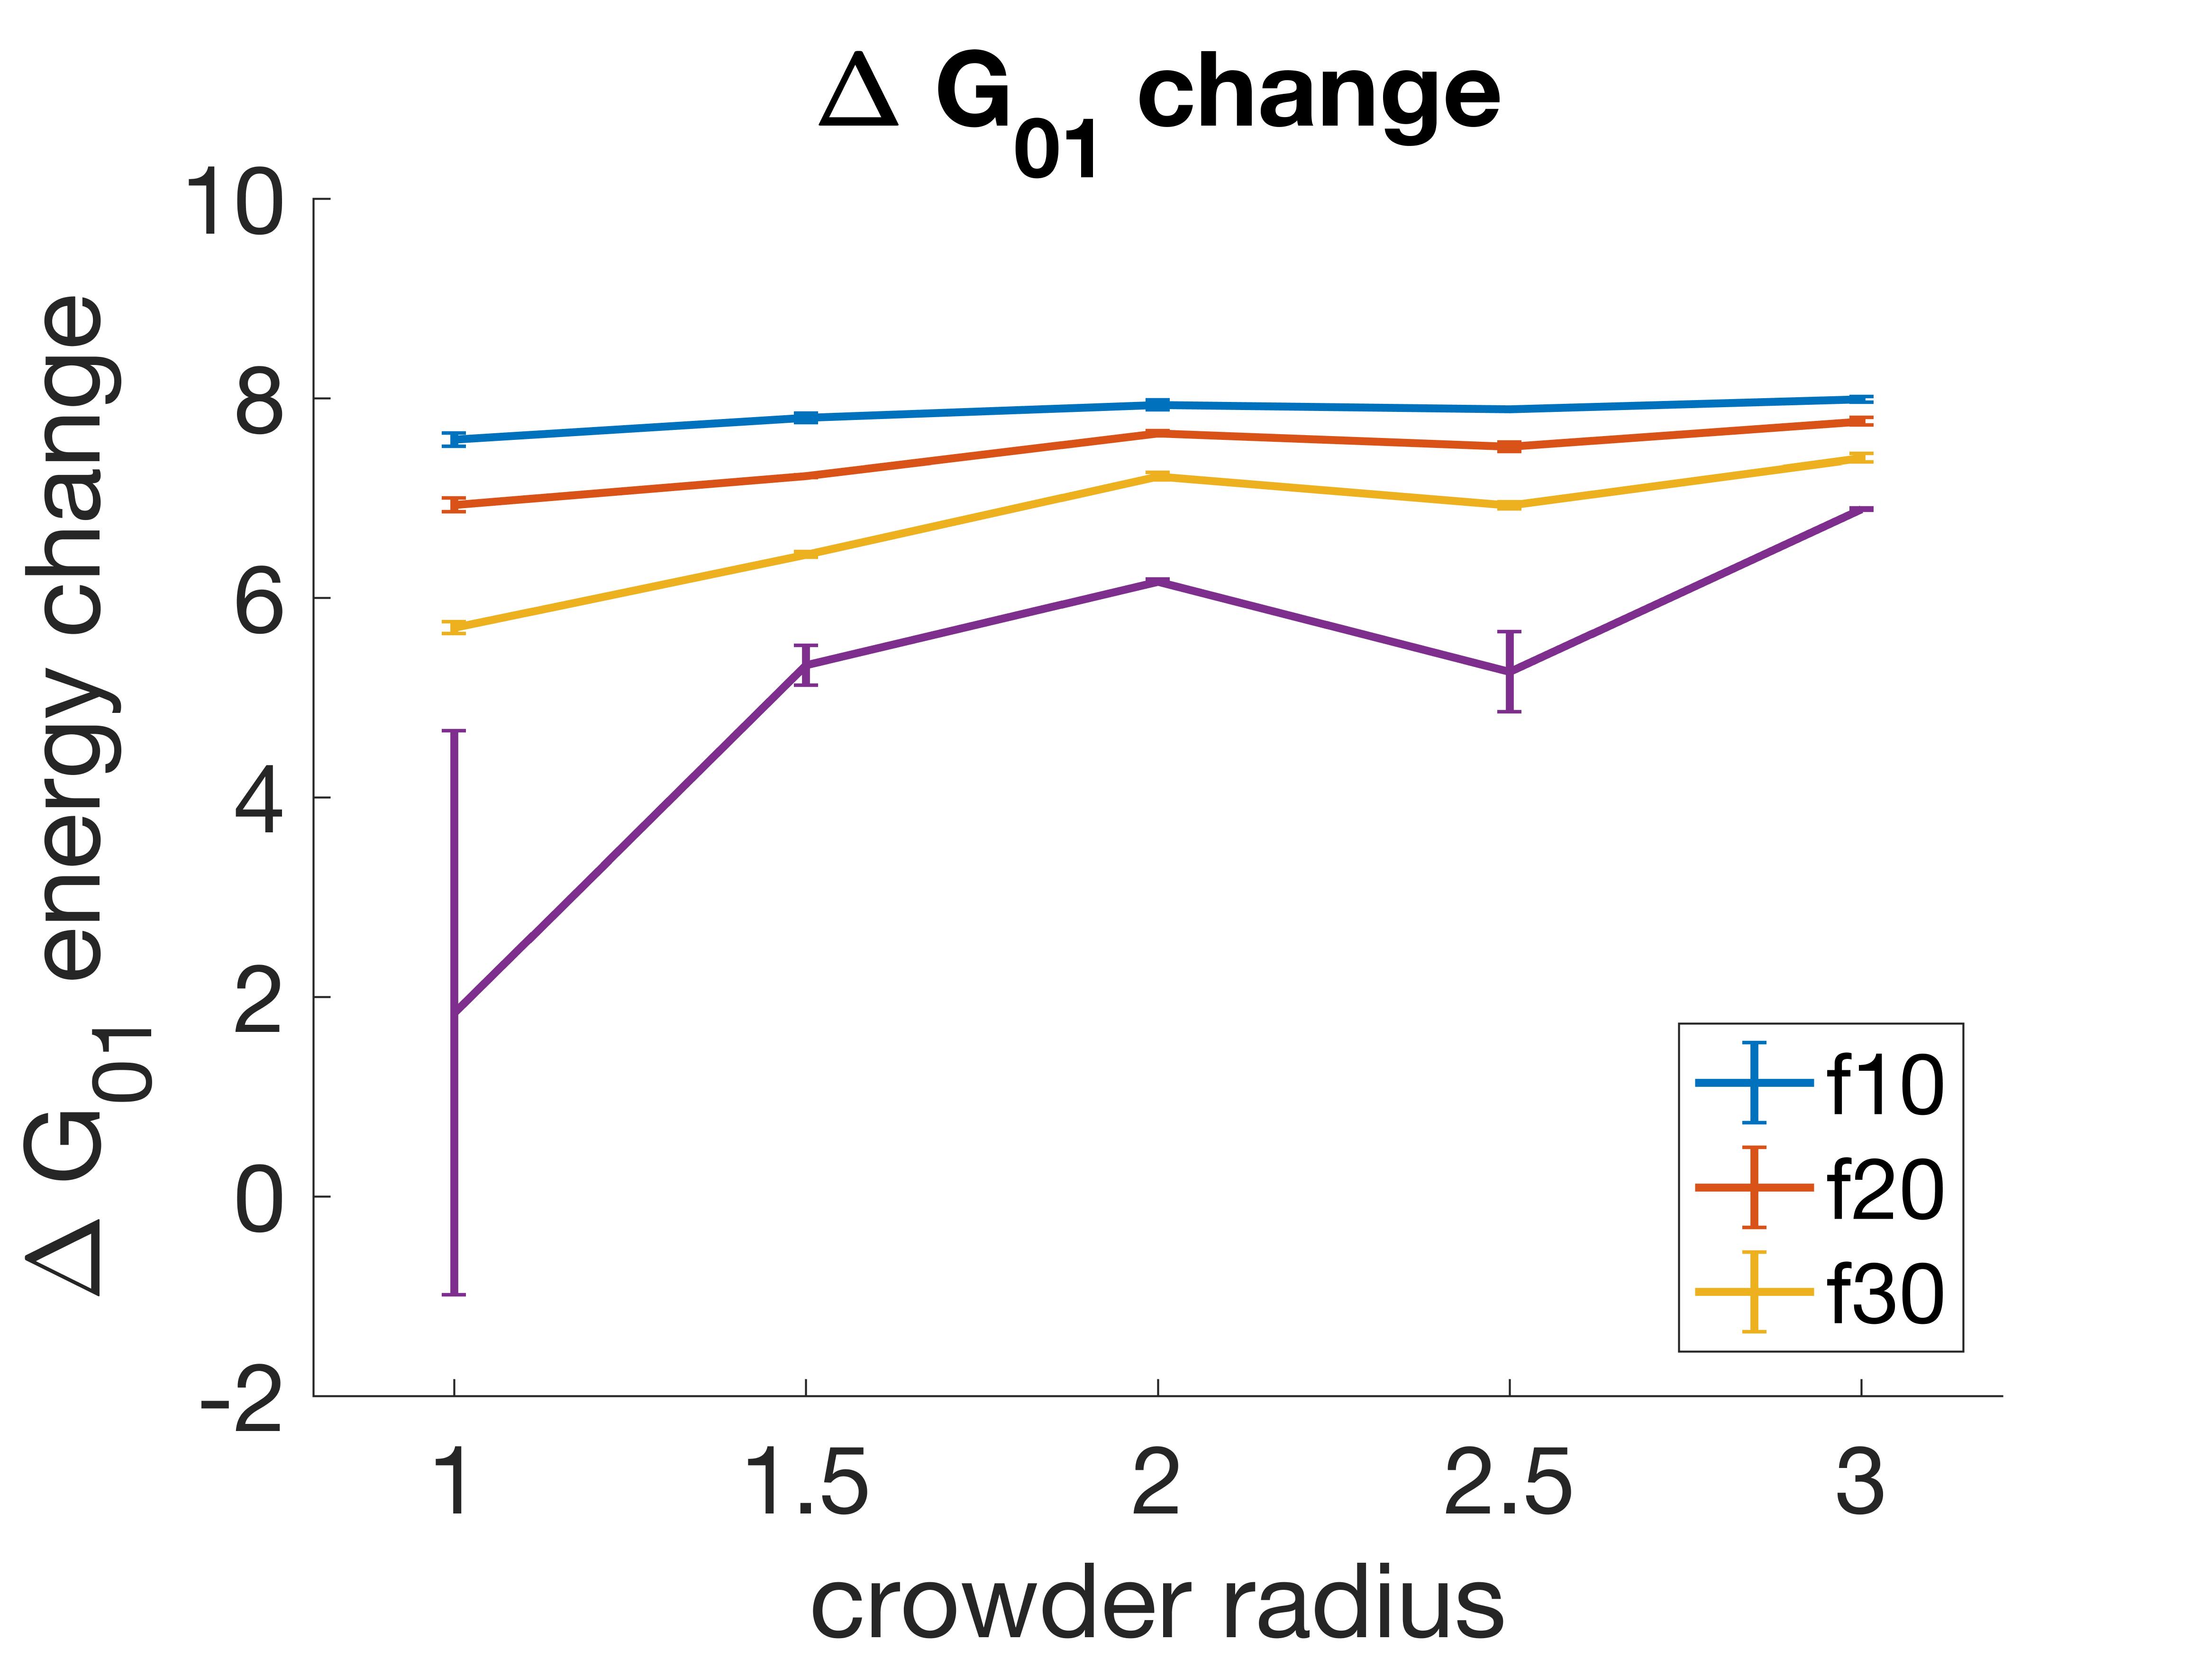 Δ G01 change
Δ G01 energy change
10
8
6
4
2
0
-2
1 1.5 2 2.5 3
crowder radius
f10
f20
f30